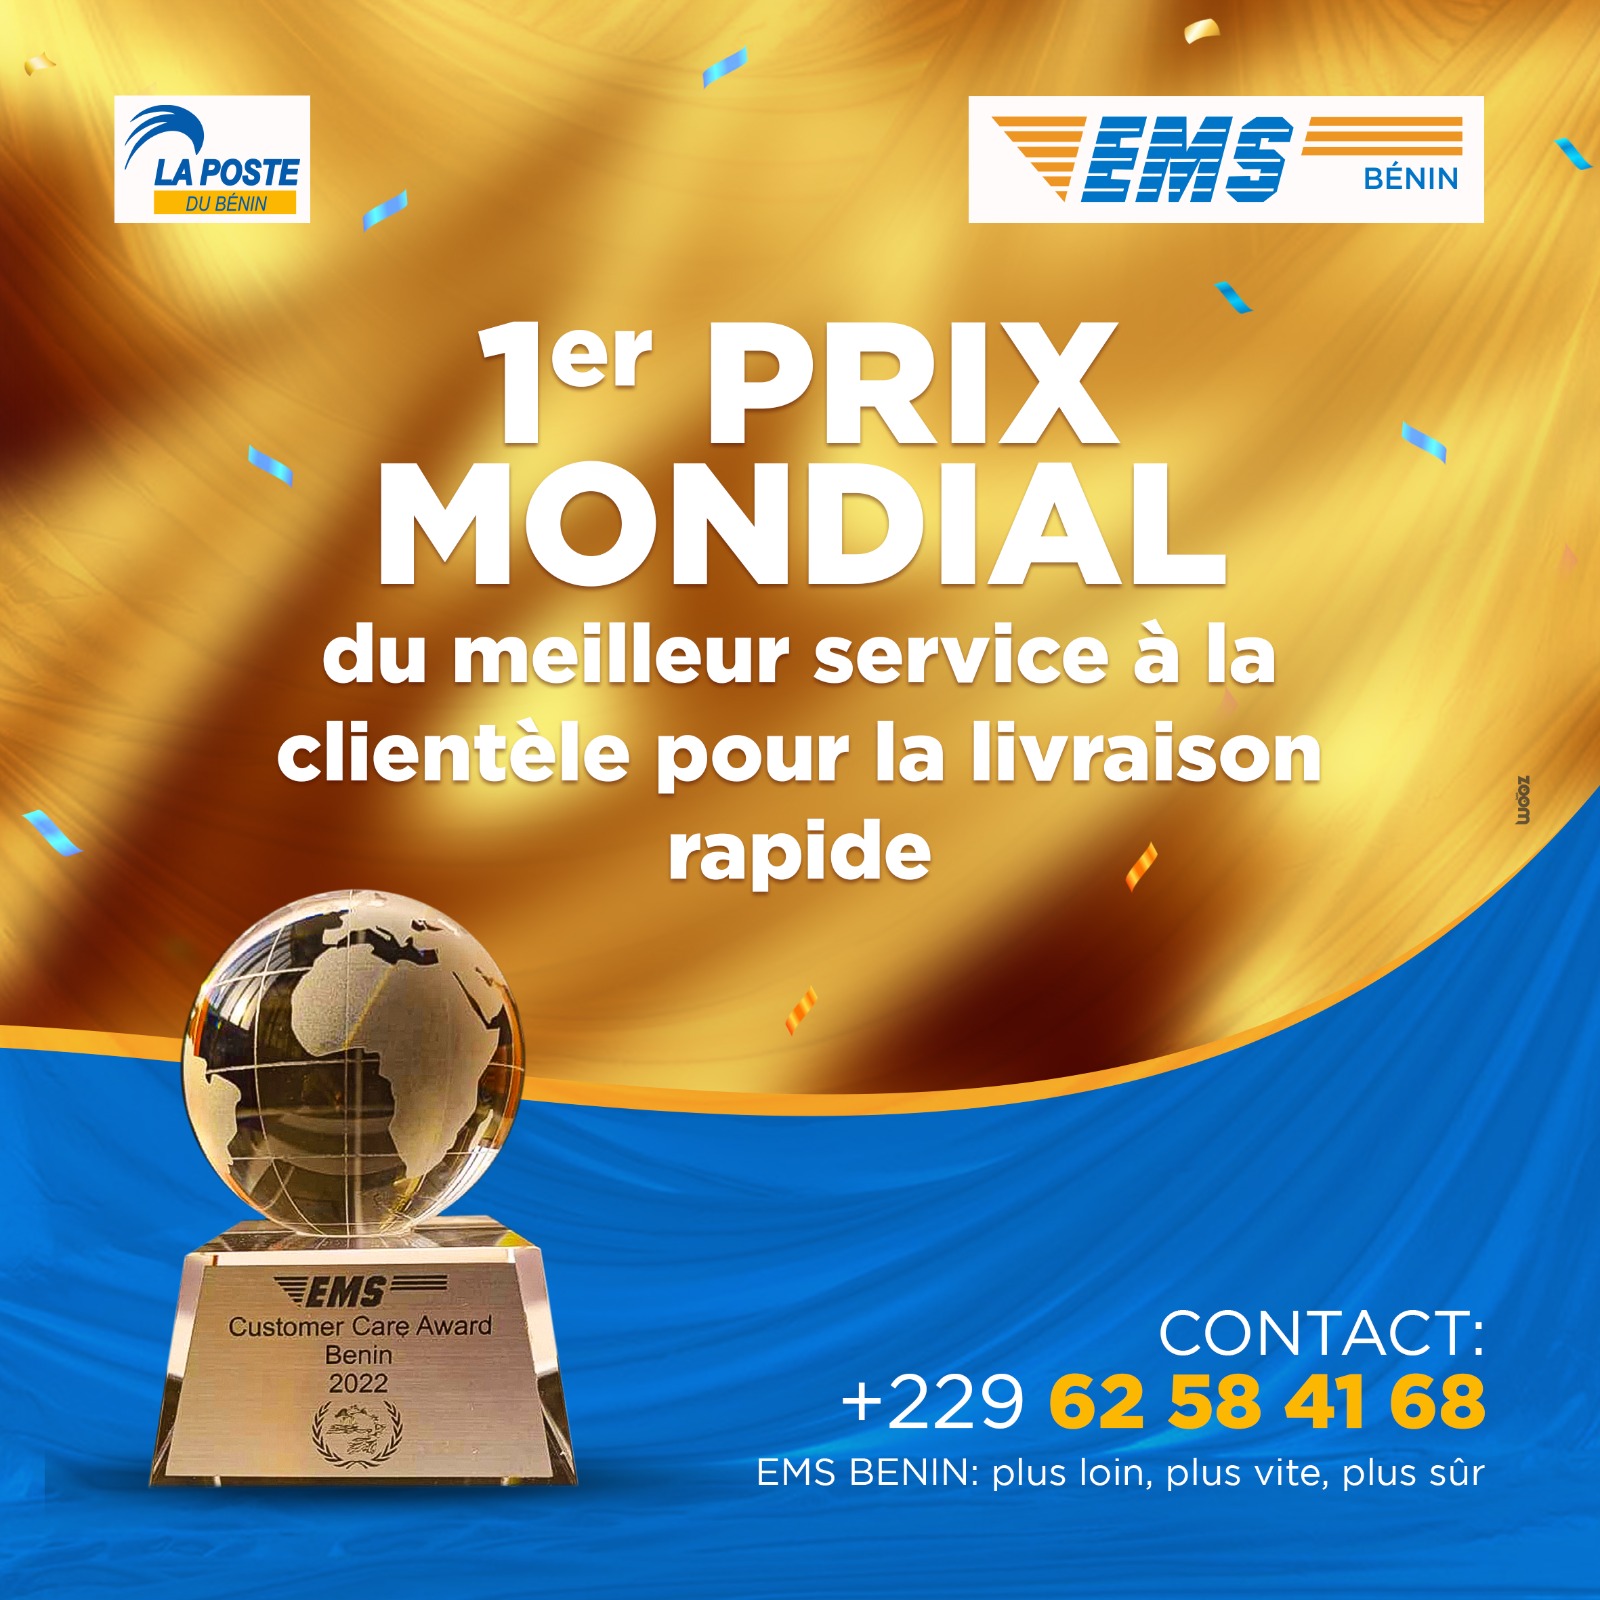 LA POSTE
DU BÉNIN
EMS
BÉNIN
1er PRIX
MONDIAL
du meilleur service à la
clientèle pour la livraison
rapide
zoom
EMS
Customer Care Award
Benin
2022
CONTACT:
+229 62 58 41 68
EMS BENIN: plus loin, plus vite, plus sûr